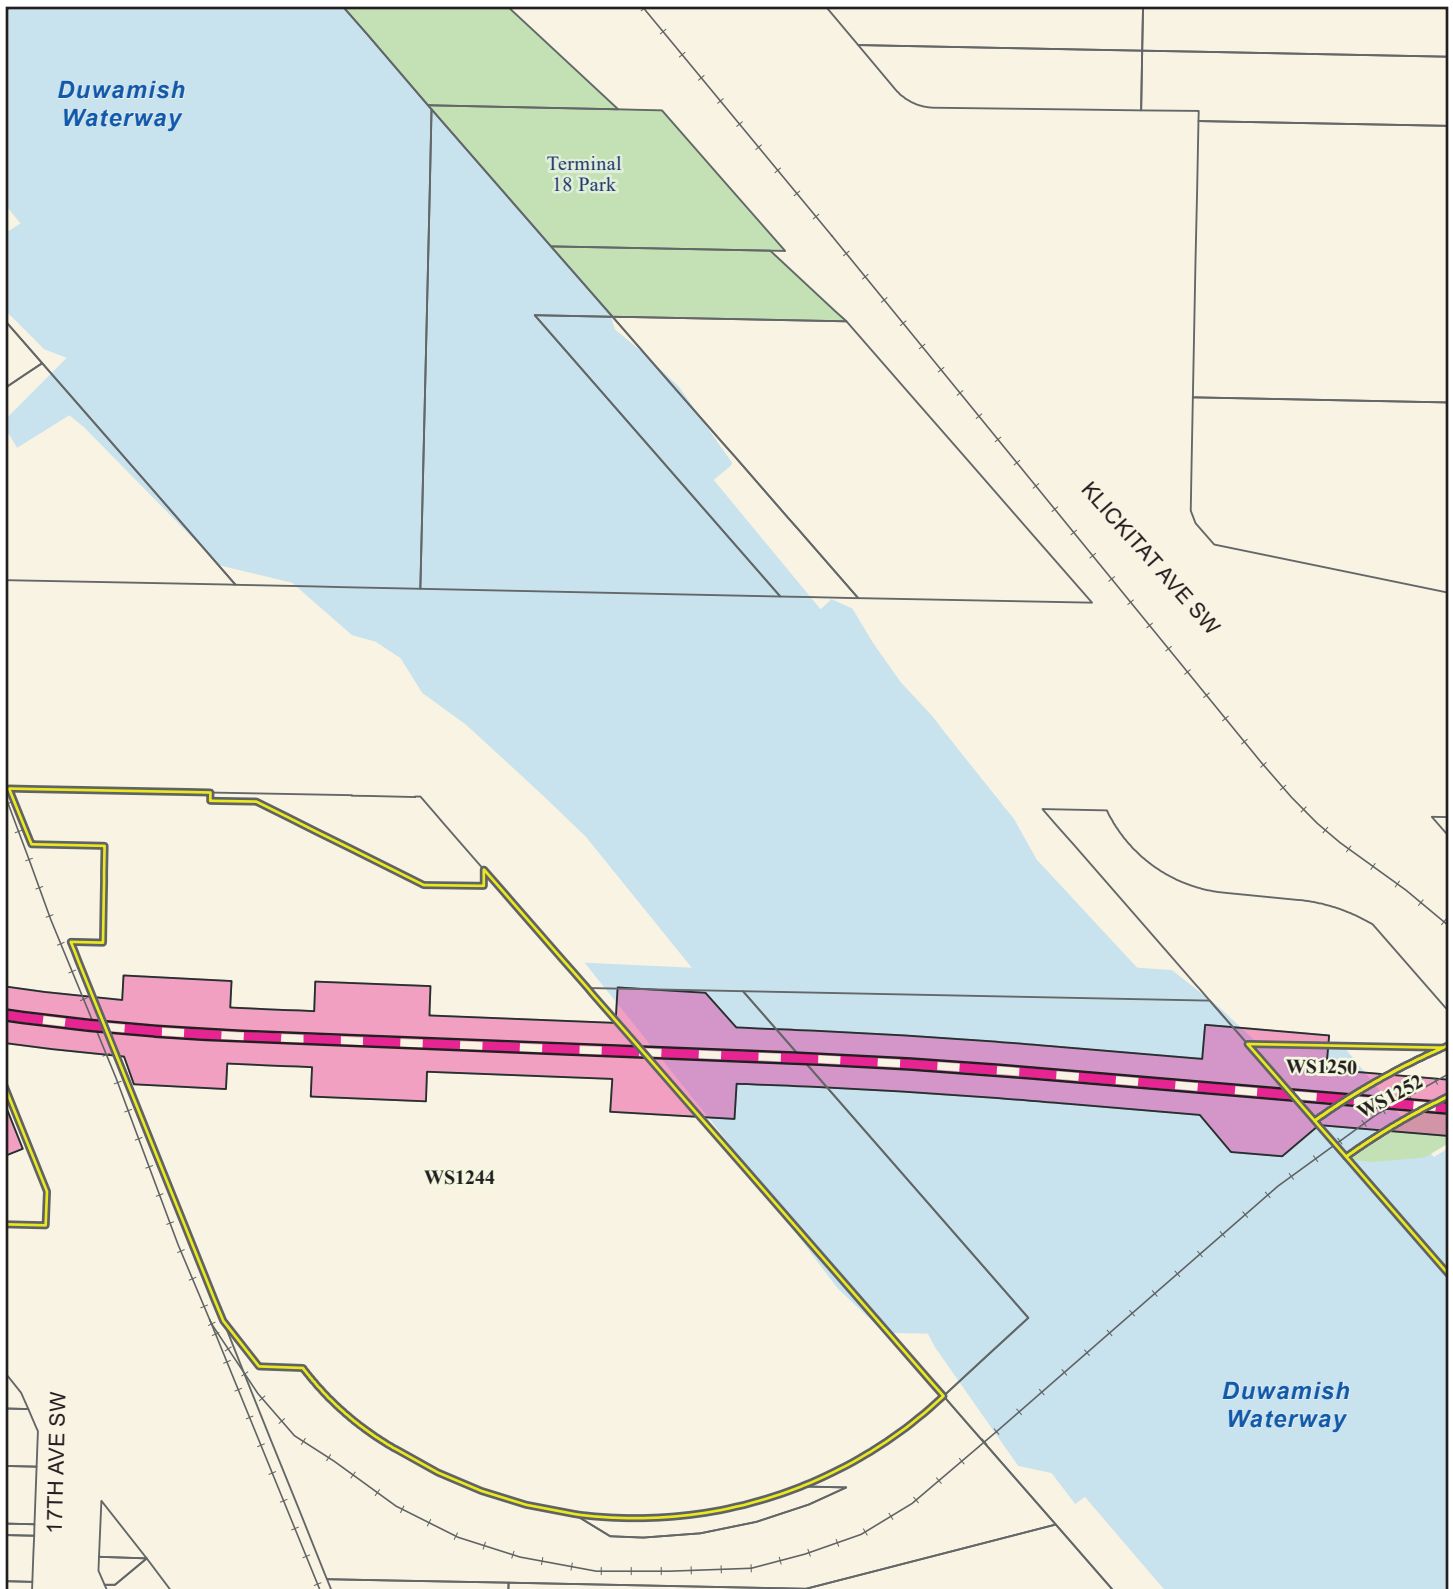 Duwamish
Waterway
Terminal
18 Park
KLICKITAT AVE SW
WS1250
WS1252
WS1244
Duwamish
Waterway
17TH AVE SW